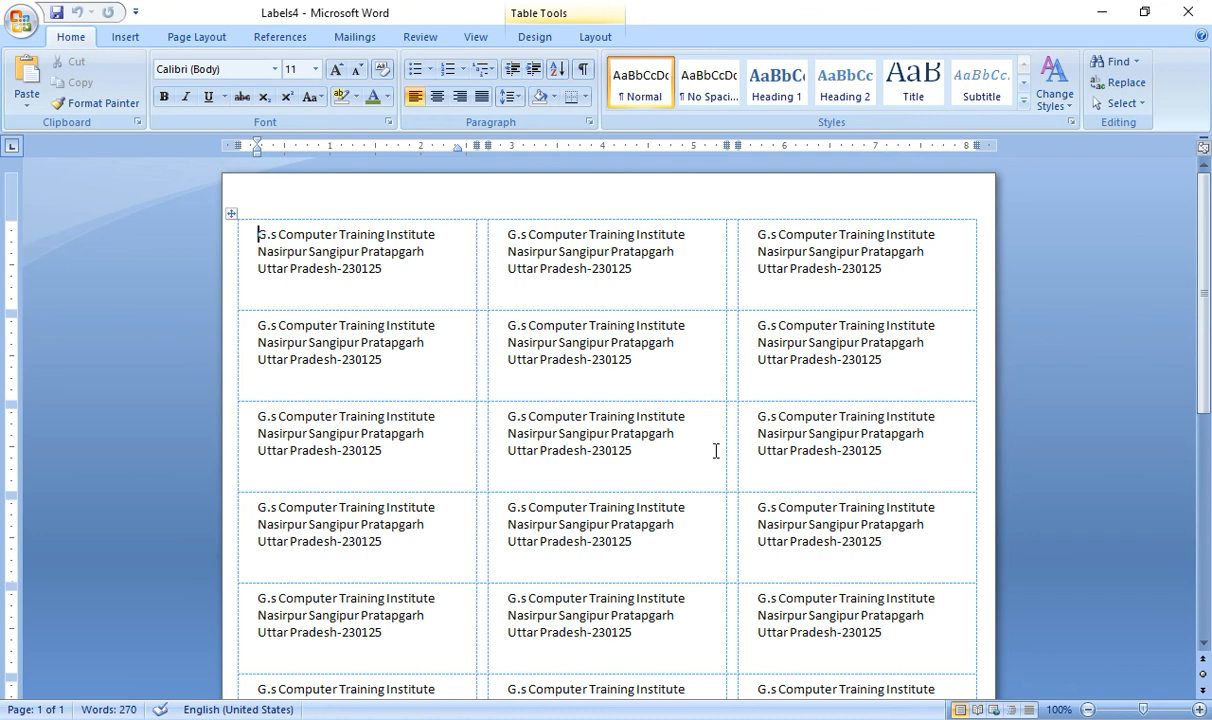 Labels4 - Microsoft Word
Table Tools
Home Insert Page Layout References Mailings Review View Design Layout
Paste
Cut
Copy
Format Painter
Clipboard
Calibri (Body) 11
Font
Paragraph
AaBbCcDc AaBbCcDc AaBbC AaBbCc AaB AaBbCc.
¶ Normal ¶ No Spaci... Heading 1 Heading 2 Title Subtitle
Change Styles
Styles
Find
Replace
Select
Editing
1 2 3 4 5 6 7 8
G.s Computer Training Institute G.s Computer Training Institute G.s Computer Training Institute
Nasirpur Sangipur Pratapgarh Nasirpur Sangipur Pratapgarh Nasirpur Sangipur Pratapgarh
Uttar Pradesh-230125 Uttar Pradesh-230125 Uttar Pradesh-230125
G.s Computer Training Institute G.s Computer Training Institute G.s Computer Training Institute
Nasirpur Sangipur Pratapgarh Nasirpur Sangipur Pratapgarh Nasirpur Sangipur Pratapgarh
Uttar Pradesh-230125 Uttar Pradesh-230125 Uttar Pradesh-230125
G.s Computer Training Institute G.s Computer Training Institute G.s Computer Training Institute
Nasirpur Sangipur Pratapgarh Nasirpur Sangipur Pratapgarh Nasirpur Sangipur Pratapgarh
Uttar Pradesh-230125 Uttar Pradesh-230125 Uttar Pradesh-230125
G.s Computer Training Institute G.s Computer Training Institute G.s Computer Training Institute
Nasirpur Sangipur Pratapgarh Nasirpur Sangipur Pratapgarh Nasirpur Sangipur Pratapgarh
Uttar Pradesh-230125 Uttar Pradesh-230125 Uttar Pradesh-230125
G.s Computer Training Institute G.s Computer Training Institute G.s Computer Training Institute
Nasirpur Sangipur Pratapgarh Nasirpur Sangipur Pratapgarh Nasirpur Sangipur Pratapgarh
Uttar Pradesh-230125 Uttar Pradesh-230125 Uttar Pradesh-230125
G.s Computer Training Institute G.s Computer Training Institute G.s Computer Training Institute
Page: 1 of 1 Words: 270 English (United States) 100%